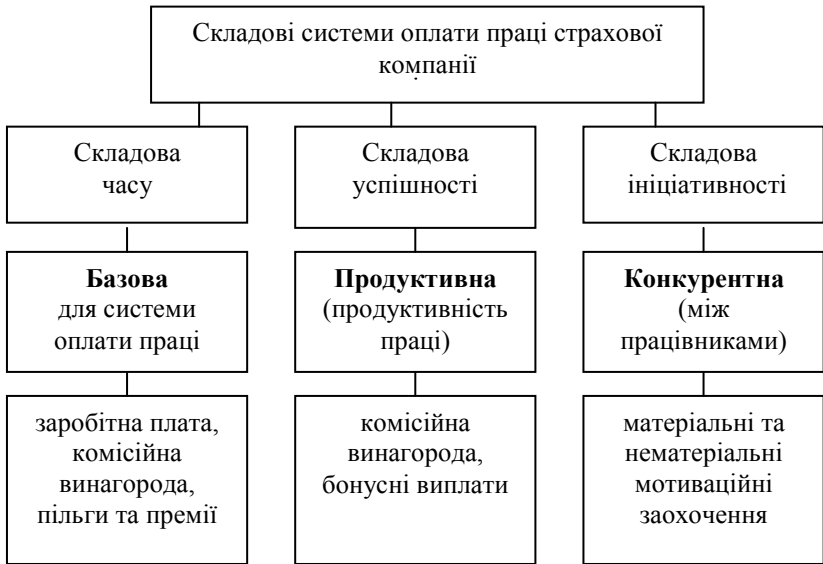 Складові системи оплати праці страхової
компанії
Складова
часу
Складова
успішності
Складова
ініціативності
Базова
для системи
оплати праці
Продуктивна
(продуктивність
праці)
Конкурентна
(між
працівниками)
заробітна плата,
комісійна
винагорода,
пільги та премії
комісійна
винагорода,
бонусні виплати
матеріальні та
нематеріальні
мотиваційні
заохочення